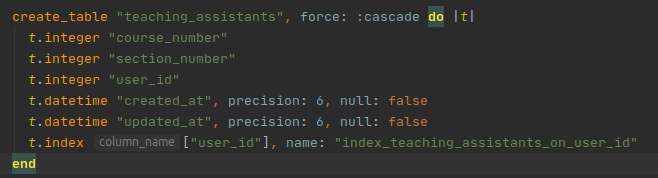 create_table "teaching_assistants", force: :cascade do |t|
t.integer "course_number"
t.integer "section_number"
t.integer "user_id"
t.datetime "created_at", precision: 6, null: false
t.datetime "updated_at", precision: 6, null: false
t.index column_name ["user_id"], name: "index_teaching_assistants_on_user_id"
end